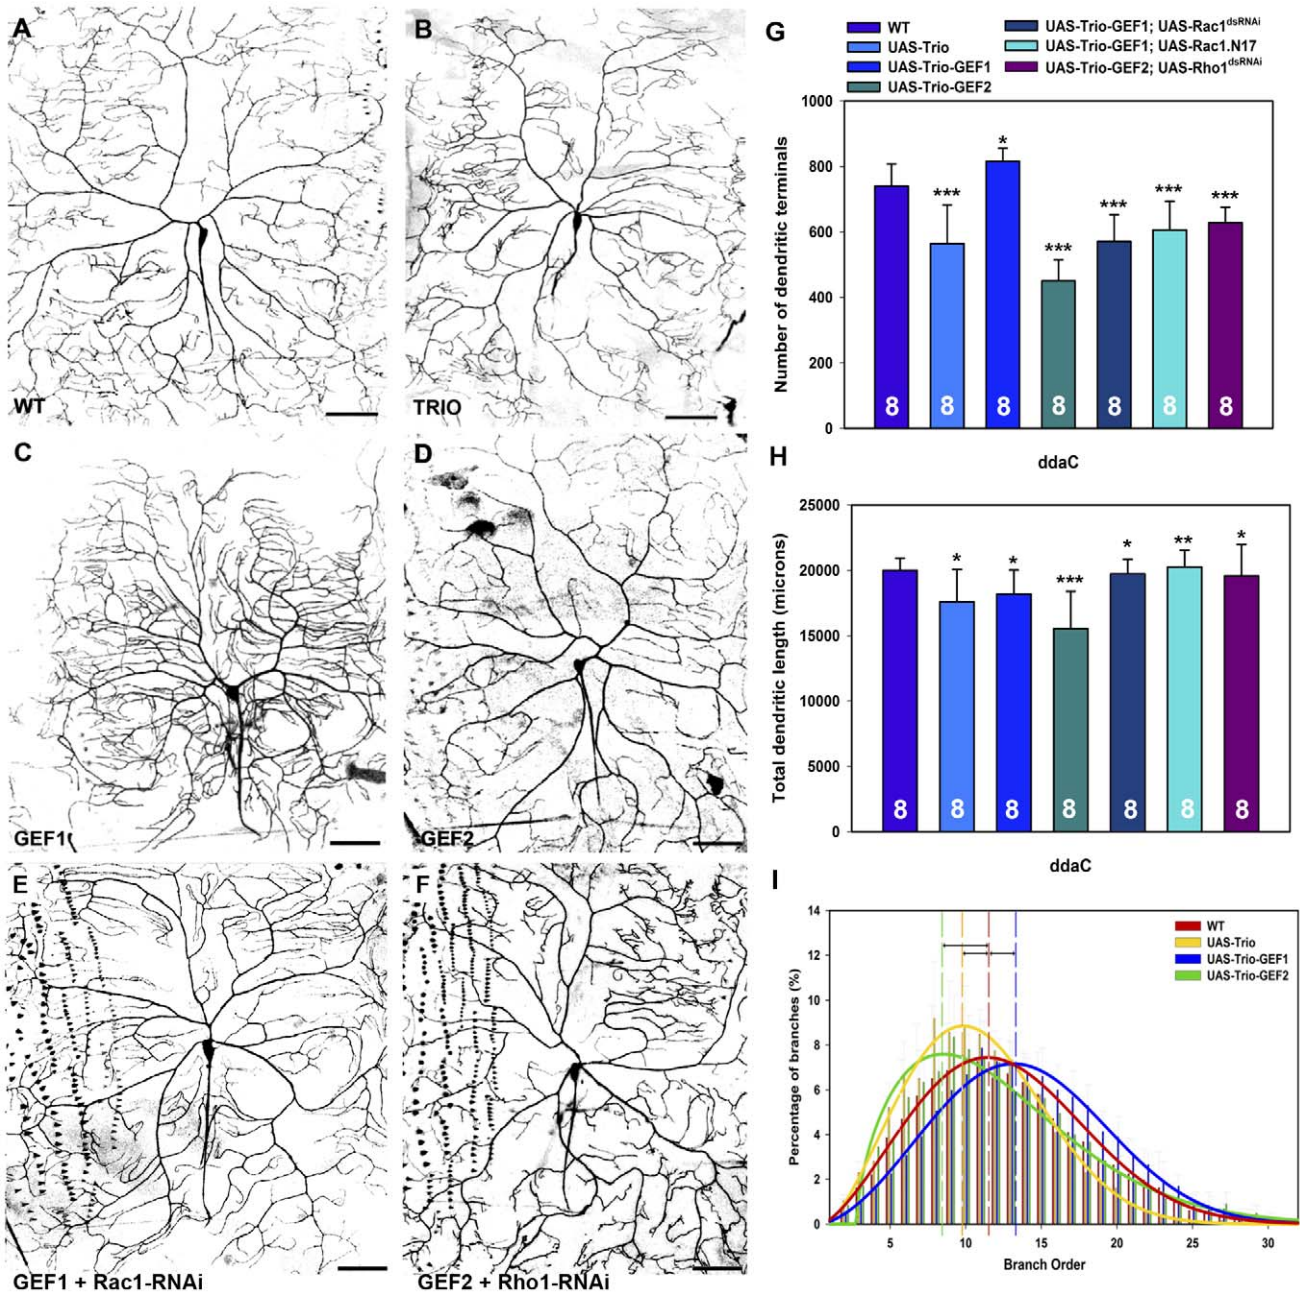 A
WT
B
TRIO
C
GEF1
D
GEF2
E
GEF1 + Rac1-RNAi
F
GEF2 + Rho1-RNAi
G
WT
UAS-Trio
UAS-Trio-GEF1
UAS-Trio-GEF2
UAS-Trio-GEF1; UAS-Rac1dsRNAi
UAS-Trio-GEF1; UAS-Rac1.N17
UAS-Trio-GEF2; UAS-Rho1dsRNAi
Number of dendritic terminals
1000
800
600
400
200
0
***
*
***
***
***
***
8 8 8 8 8 8 8
ddaC
H
Total dendritic length (microns)
25000
20000
15000
10000
5000
0
* * *** * ** *
8 8 8 8 8 8 8
ddaC
I
WT
UAS-Trio
UAS-Trio-GEF1
UAS-Trio-GEF2
Percentage of branches (%)
14
12
10
8
6
4
2
0
5 10 15 20 25 30
Branch Order